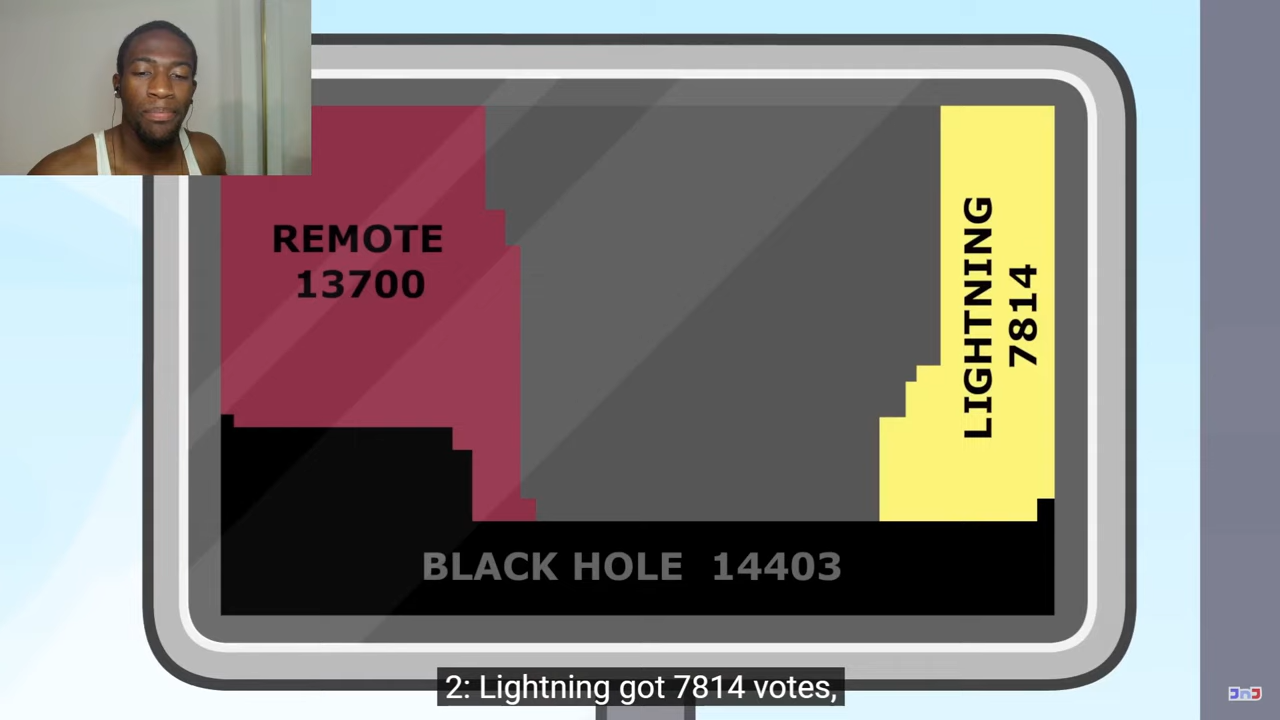 REMOTE
13700
LIGHTNING
7814
BLACK HOLE 14403
2: Lightning got 7814 votes,